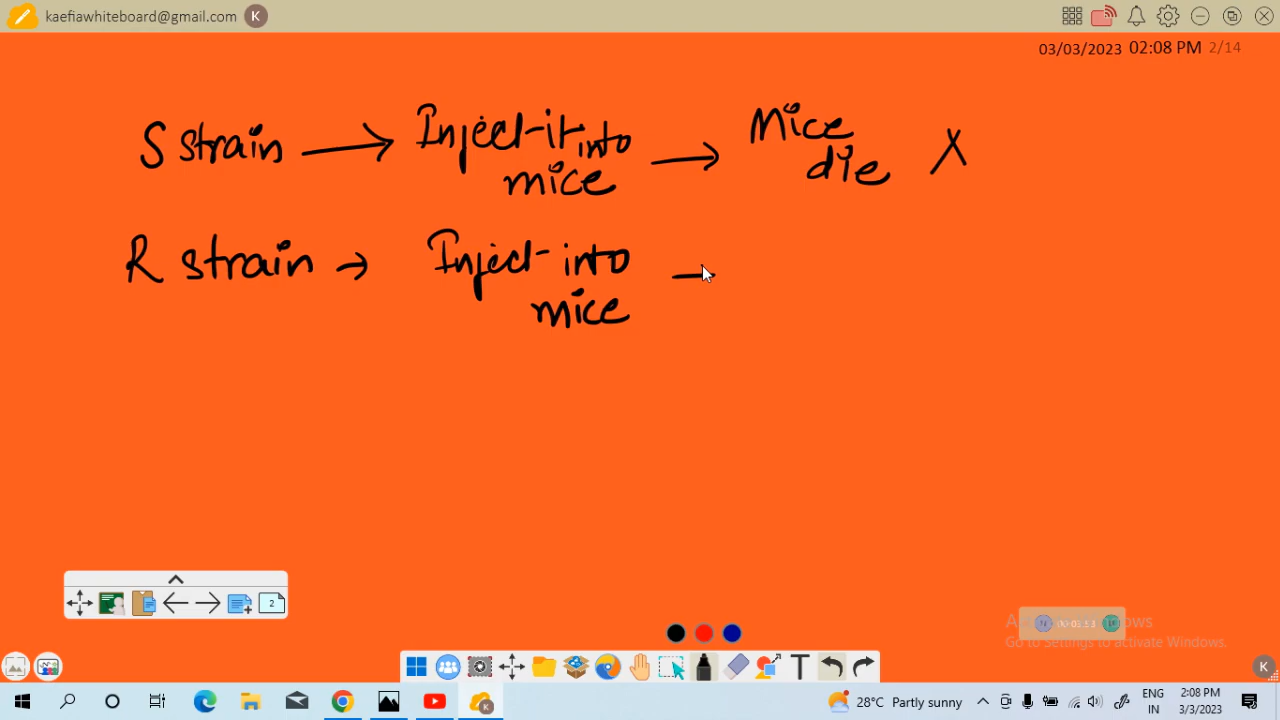 kaefiawhiteboard@gmail.com K
03/03/2023 02:08 PM 2/14
S strain → Inject it into mice → Mice die X
R strain → Inject into mice →
2
Go to Settings to activate Windows.
K
28°C Partly sunny
ENG
IN
2:08 PM
3/3/2023